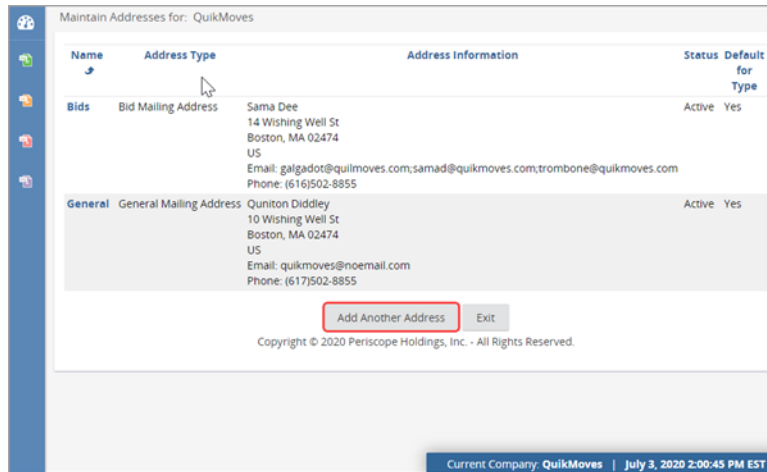 Maintain Addresses for: QuikMoves
Name Address Type Address Information Status Default for Type
Bids Bid Mailing Address Sama Dee Active Yes
14 Wishing Well St
Boston, MA 02474
US
Email: galgadot@quilmoves.com;samad@quikmoves.com;trombone@quikmoves.com
Phone: (616)502-8855
General General Mailing Address Quniton Diddley Active Yes
10 Wishing Well St
Boston, MA 02474
US
Email: quikmoves@noemail.com
Phone: (617)502-8855
Add Another Address Exit
Copyright © 2020 Periscope Holdings, Inc. - All Rights Reserved.
Current Company: QuikMoves | July 3, 2020 2:00:45 PM EST